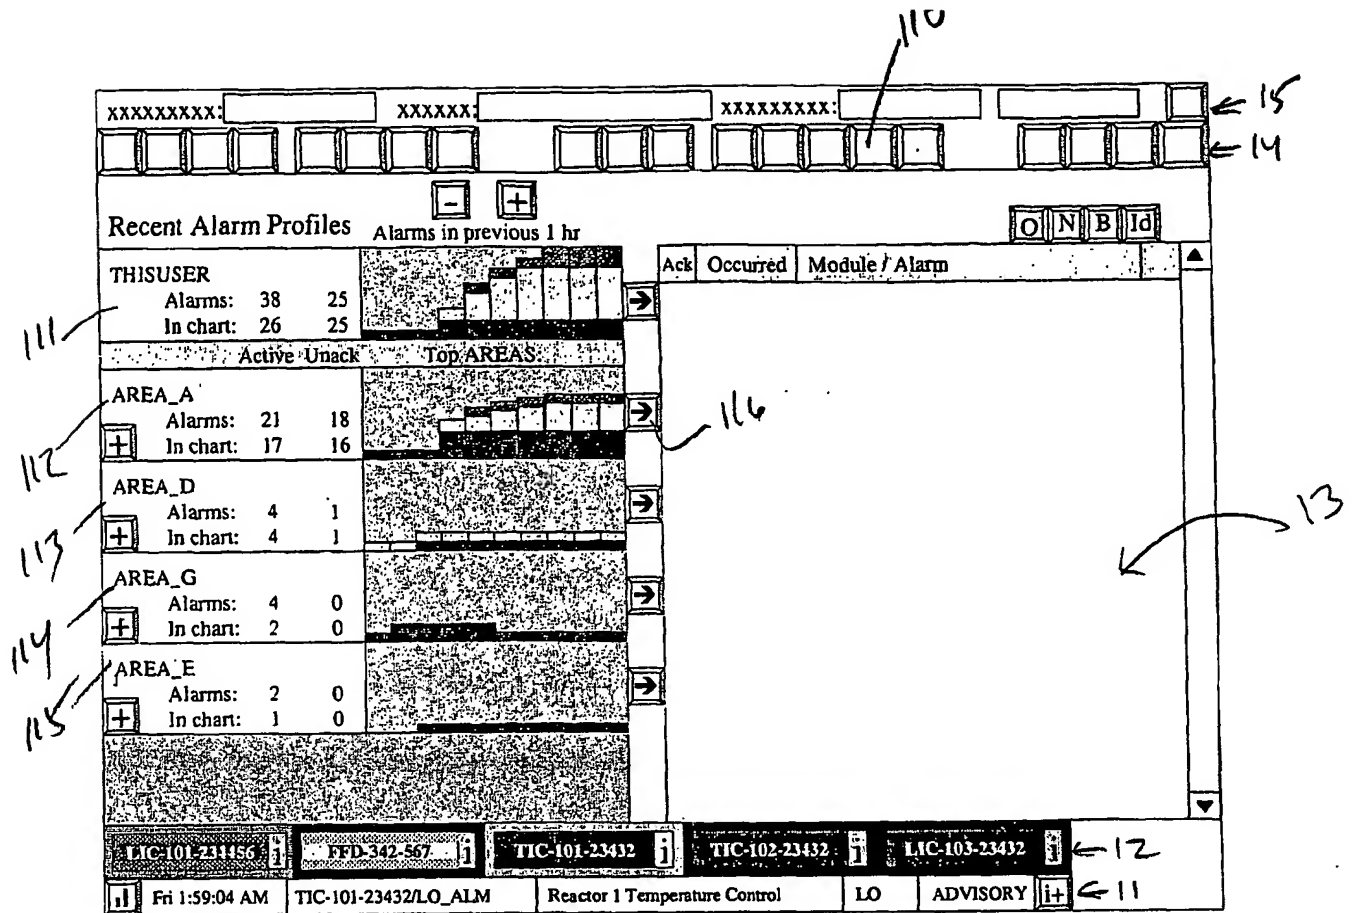 110
xxxxxxxxx: xxxxxx: xxxxxxxxx: 15
14
- +
Recent Alarm Profiles Alarms in previous 1 hr O N B Id
Ack Occurred Module / Alarm
THISUSER
Alarms: 38 25
In chart: 26 25
111
Active Unack Top AREAS
AREA_A
Alarms: 21 18
+ In chart: 17 16
112
116
AREA_D
Alarms: 4 1
+ In chart: 4 1
113
13
AREA_G
Alarms: 4 0
+ In chart: 2 0
114
AREA_E
Alarms: 2 0
+ In chart: 1 0
115
FFD-342-567 i TIC-101-23432 i TIC-102-23432 i LIC-103-23432 i 12
Fri 1:59:04 AM TIC-101-23432/LO_ALM Reactor 1 Temperature Control LO ADVISORY i+ 11